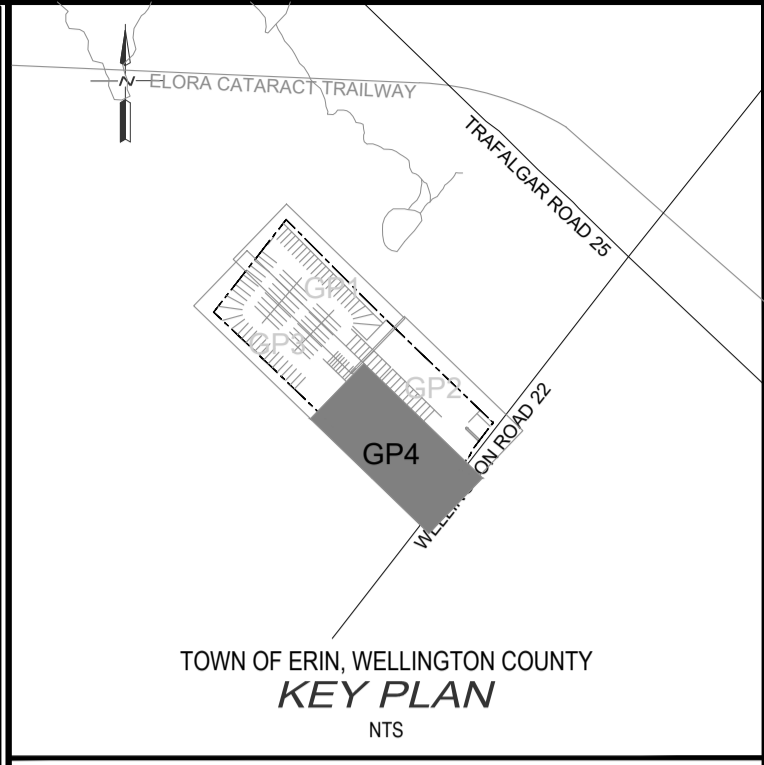 N
ELORA CATARACT TRAILWAY
TRAFALGAR ROAD 25
GP1
GP3
GP2
GP4
ROAD 22
TOWN OF ERIN, WELLINGTON COUNTY
KEY PLAN
NTS